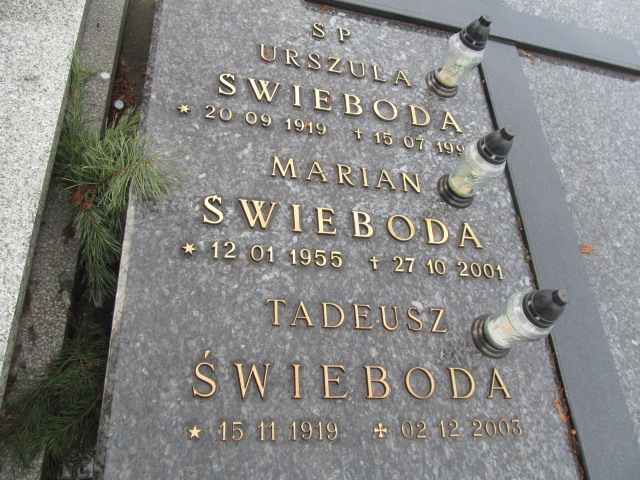 SP
URSZULA
SWIEBODA
* 20 09 1919 + 15 07
MARIAN
SWIEBODA
* 12 01 1955 + 27 10 2001
TADEUSZ
ŚWIEBODA
* 15 11 1919 + 02 12 2003